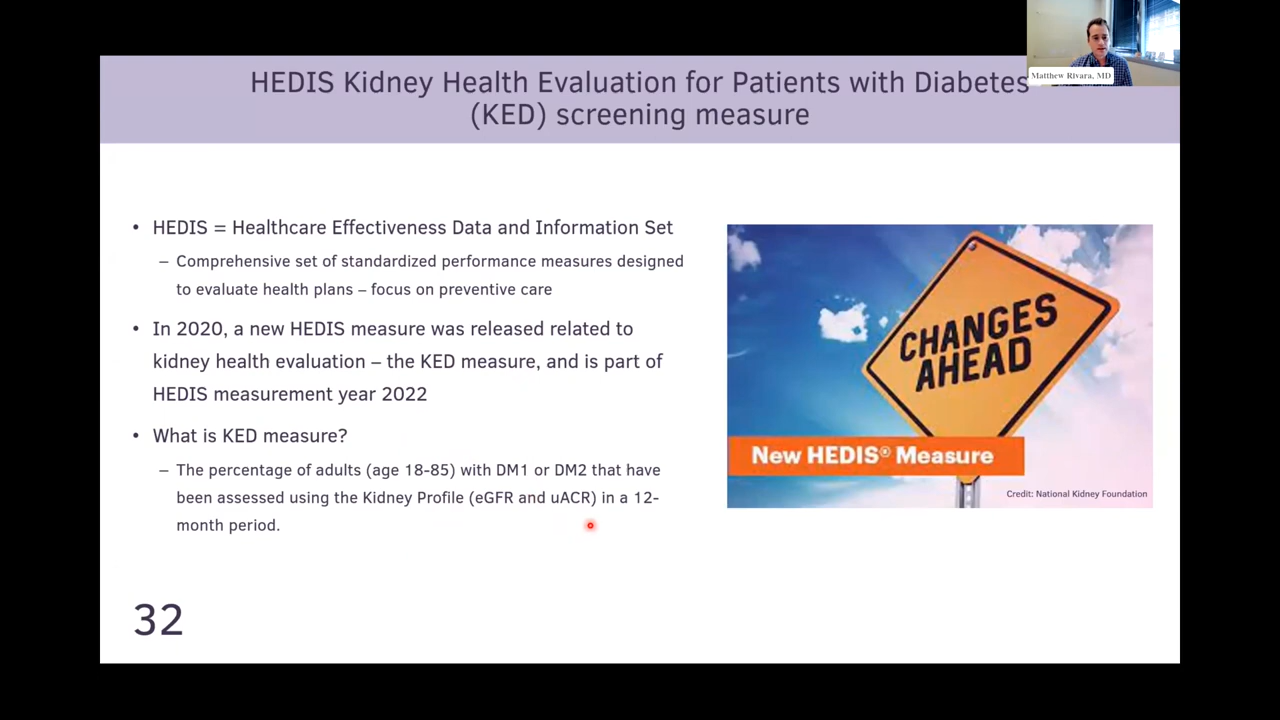 Matthew Rivara, MD
HEDIS Kidney Health Evaluation for Patients with Diabetes
(KED) screening measure
• HEDIS = Healthcare Effectiveness Data and Information Set
– Comprehensive set of standardized performance measures designed
to evaluate health plans – focus on preventive care
• In 2020, a new HEDIS measure was released related to
kidney health evaluation – the KED measure, and is part of
HEDIS measurement year 2022
• What is KED measure?
– The percentage of adults (age 18-85) with DM1 or DM2 that have
been assessed using the Kidney Profile (eGFR and uACR) in a 12-
month period.
CHANGES
AHEAD
New HEDIS® Measure
Credit: National Kidney Foundation
32